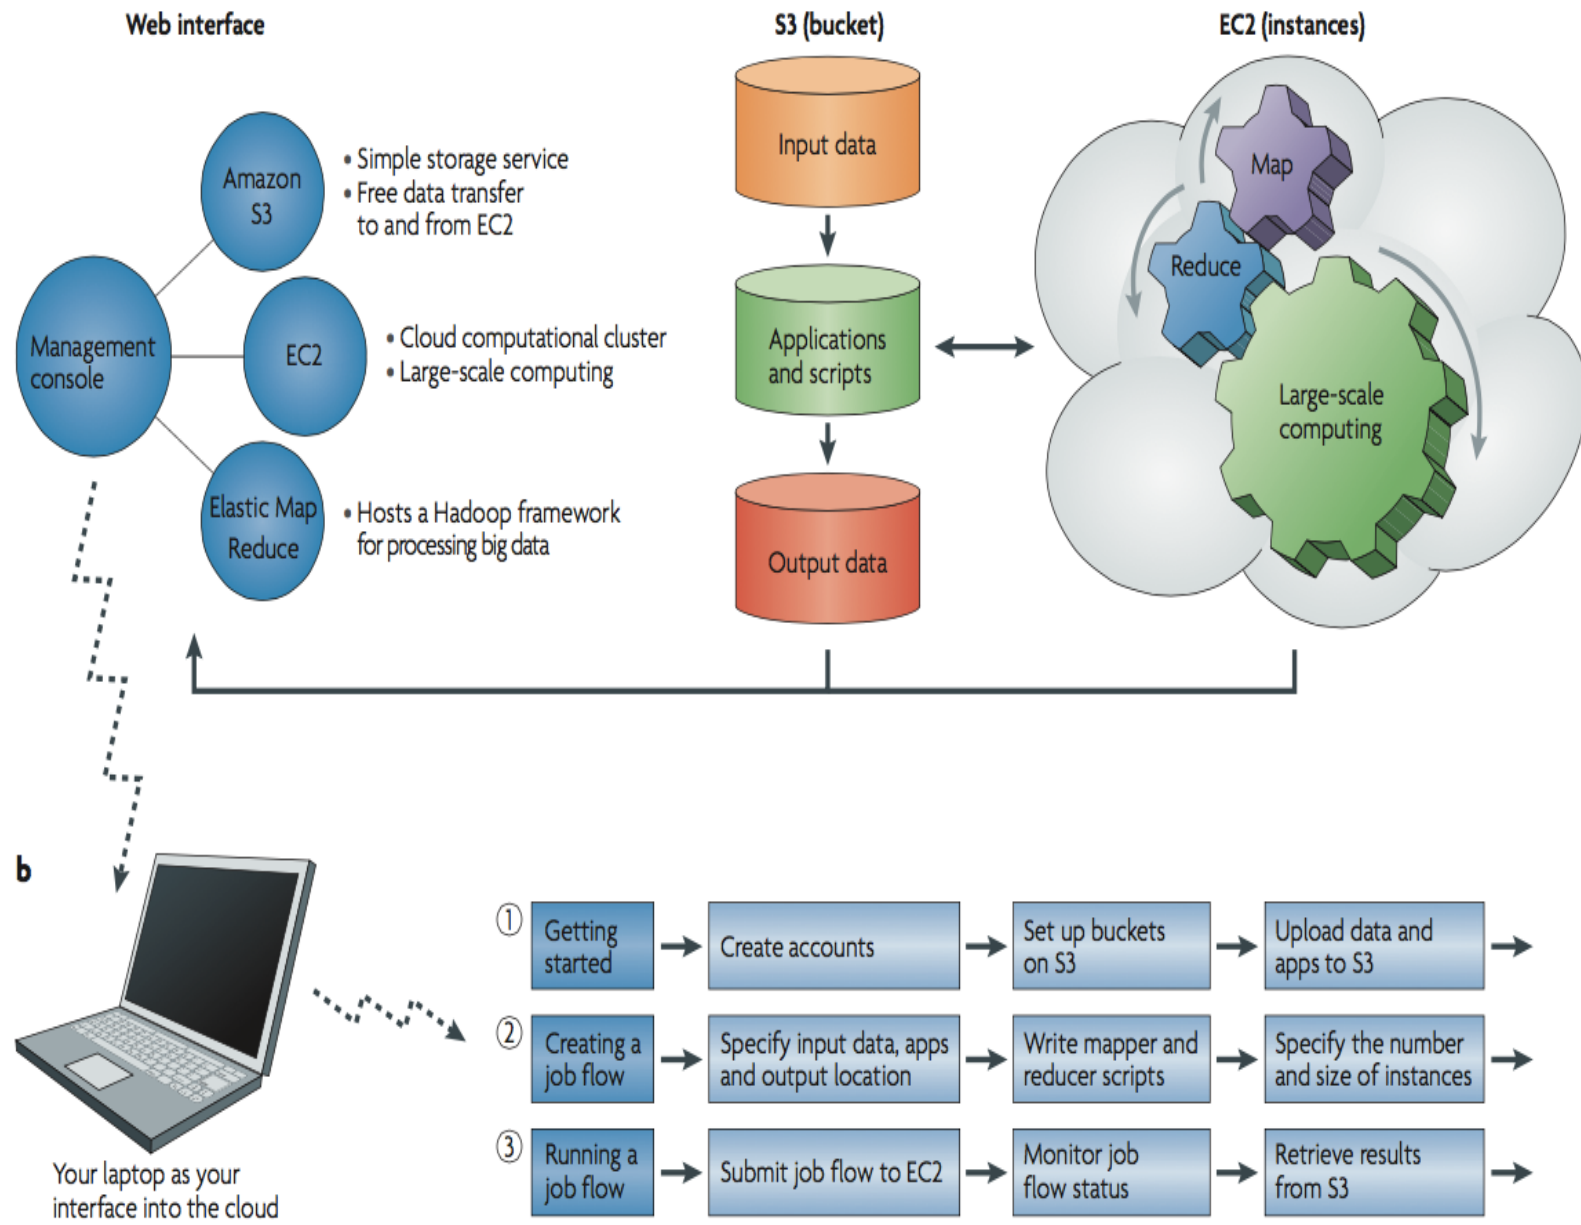 Web interface
S3 (bucket)
EC2 (instances)
Amazon
S3
• Simple storage service
• Free data transfer
to and from EC2
Management
console
EC2
• Cloud computational cluster
• Large-scale computing
Elastic Map
Reduce
• Hosts a Hadoop framework
for processing big data
Input data
Applications
and scripts
Output data
Map
Reduce
Large-scale
computing
b
Your laptop as your
interface into the cloud
1
Getting
started
Create accounts
Set up buckets
on S3
Upload data and
apps to S3
2
Creating a
job flow
Specify input data, apps
and output location
Write mapper and
reducer scripts
Specify the number
and size of instances
3
Running a
job flow
Submit job flow to EC2
Monitor job
flow status
Retrieve results
from S3